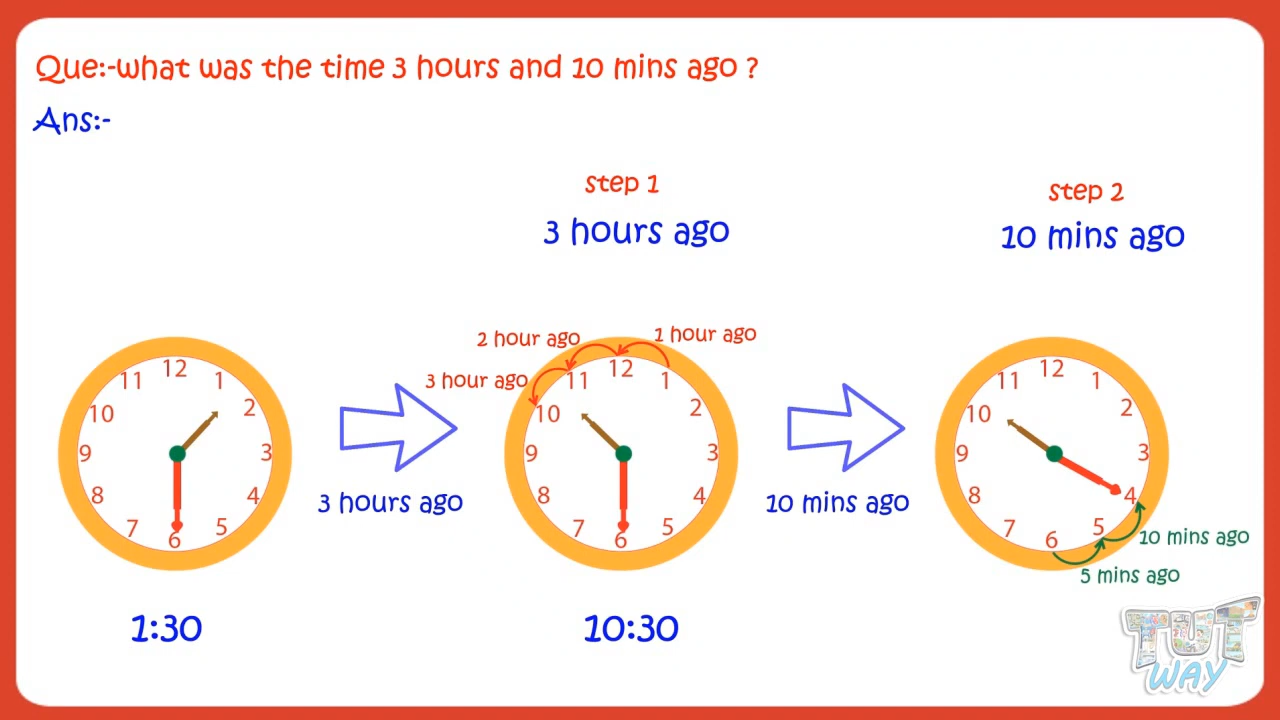 Que:-what was the time 3 hours and 10 mins ago ?
Ans:-
step 1
3 hours ago
step 2
10 mins ago
12
11
1
10
2
9
3
8
4
7
5
6
1:30
3 hours ago
2 hour ago
1 hour ago
3 hour ago
12
11
1
10
2
9
3
8
4
7
5
6
10:30
10 mins ago
12
11
1
10
2
9
3
8
4
7
5
6
10 mins ago
5 mins ago
TUT
WAY